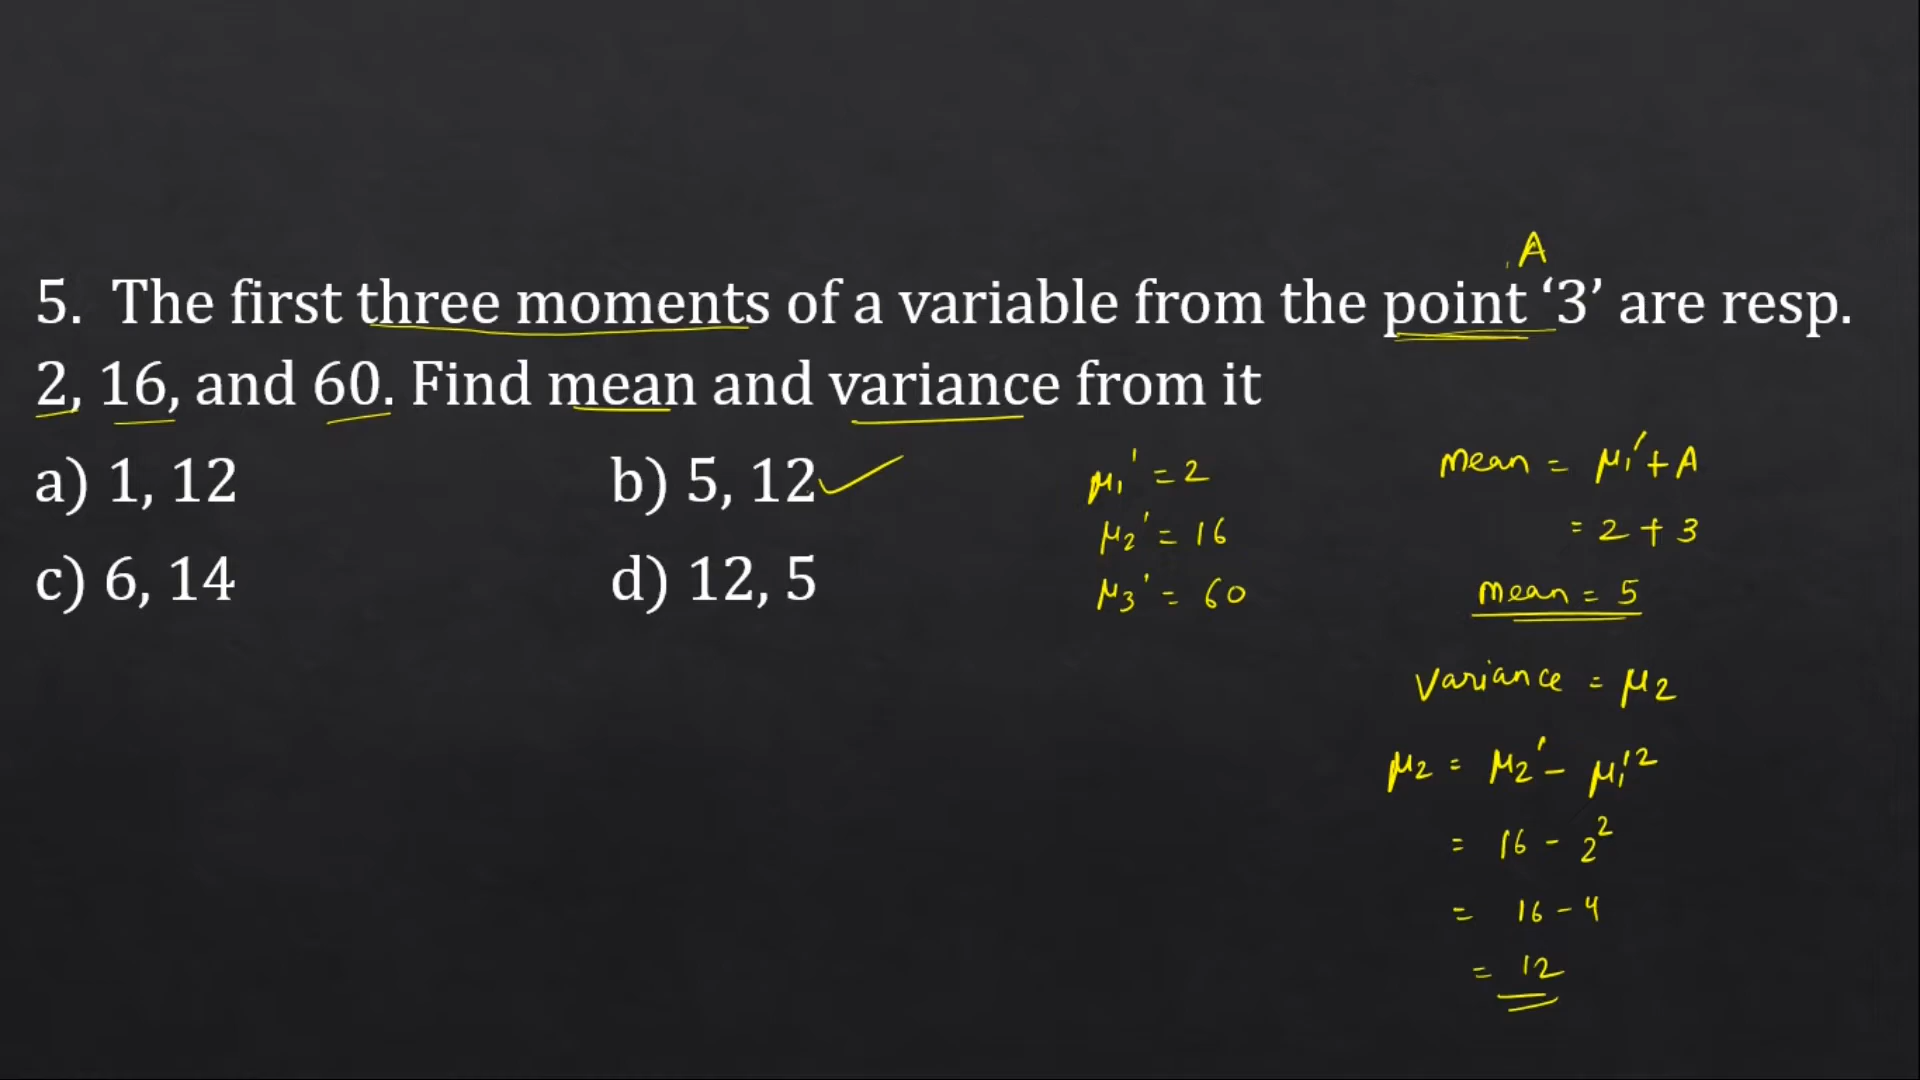 A
5. The first three moments of a variable from the point ‘3’ are resp.
2, 16, and 60. Find mean and variance from it
a) 1, 12
b) 5, 12
c) 6, 14
d) 12, 5
μ₁' = 2
μ₂' = 16
μ₃' = 60
mean = μ₁' + A
= 2 + 3
mean = 5
Variance = μ₂
μ₂ = μ₂' - μ₁'²
= 16 - 2²
= 16 - 4
= 12